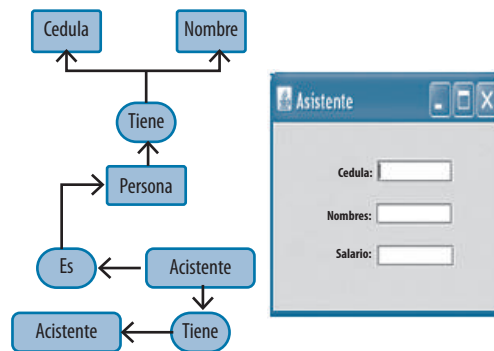 Cedula
Nombre
Tiene
Persona
Es
Acistente
Acistente
Tiene
Asistente
Cedula:
Nombres:
Salario: